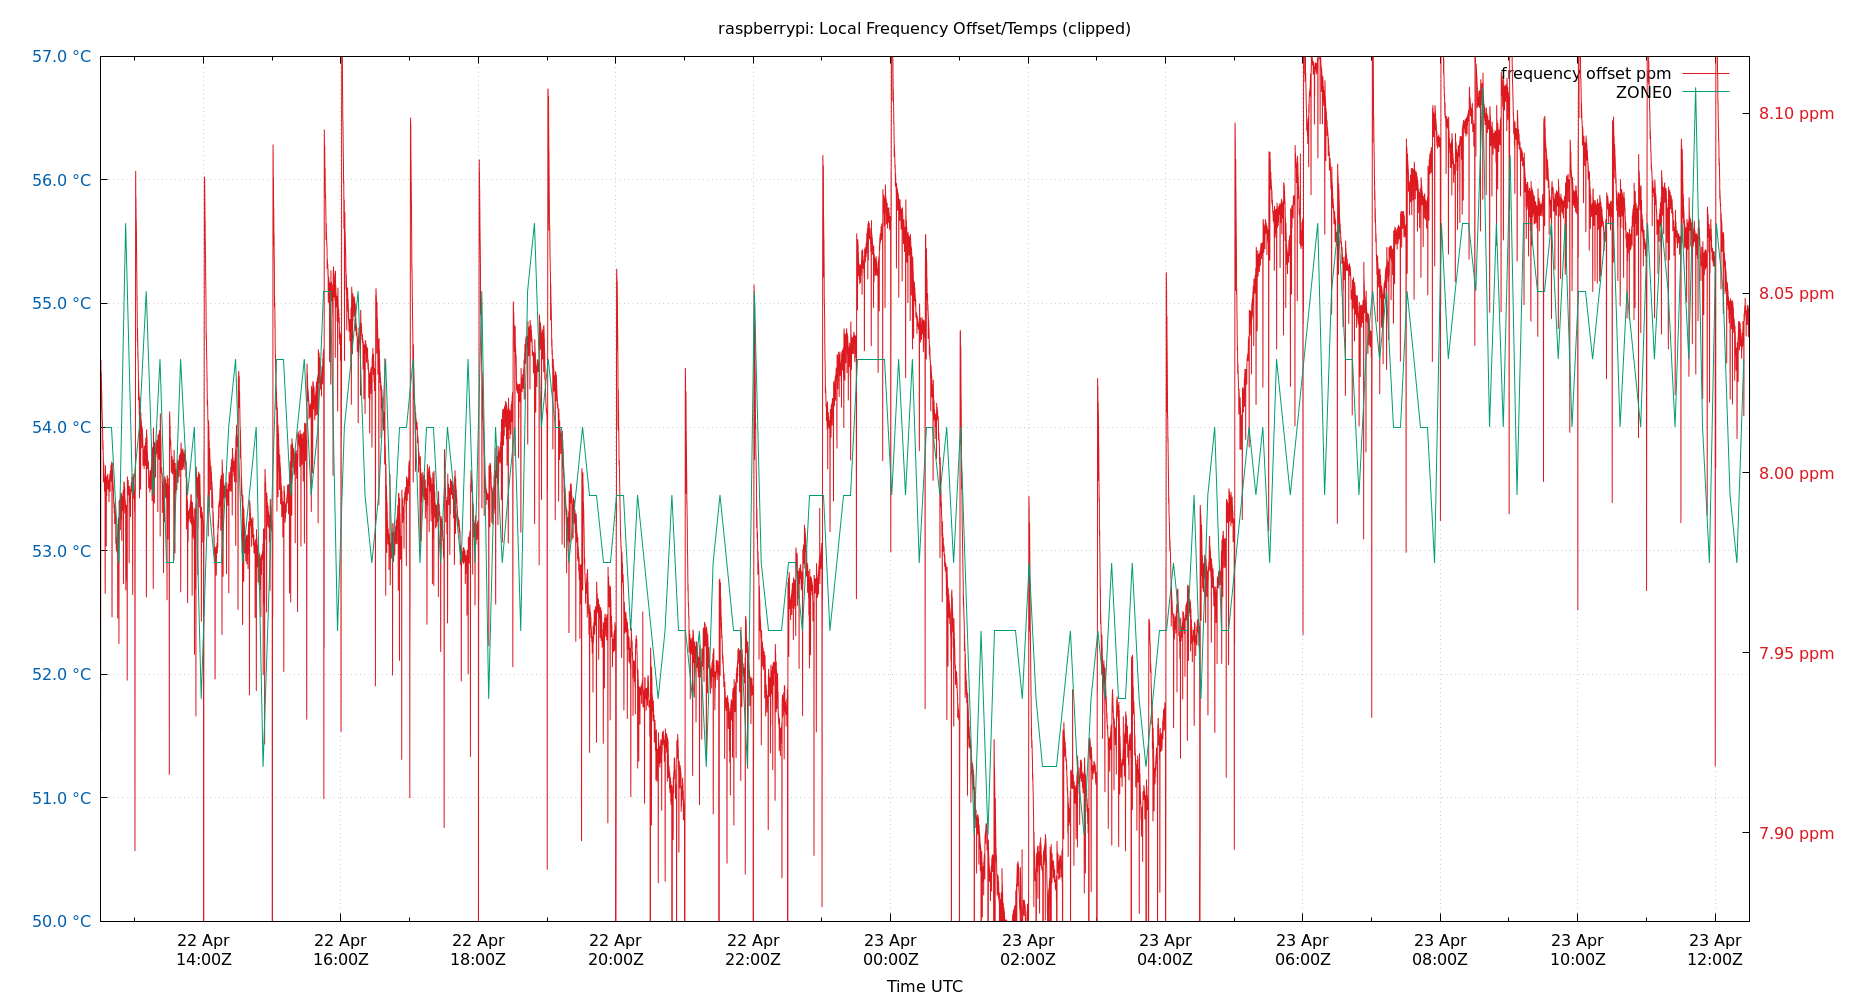 raspberrypi: Local Frequency Offset/Temps (clipped)
frequency offset ppm
ZONE0
57.0 °C
56.0 °C
55.0 °C
54.0 °C
53.0 °C
52.0 °C
51.0 °C
50.0 °C
8.10 ppm
8.05 ppm
8.00 ppm
7.95 ppm
7.90 ppm
22 Apr 22 Apr 22 Apr 22 Apr 22 Apr 23 Apr 23 Apr 23 Apr 23 Apr 23 Apr 23 Apr 23 Apr
14:00Z 16:00Z 18:00Z 20:00Z 22:00Z 00:00Z 02:00Z 04:00Z 06:00Z 08:00Z 10:00Z 12:00Z
Time UTC